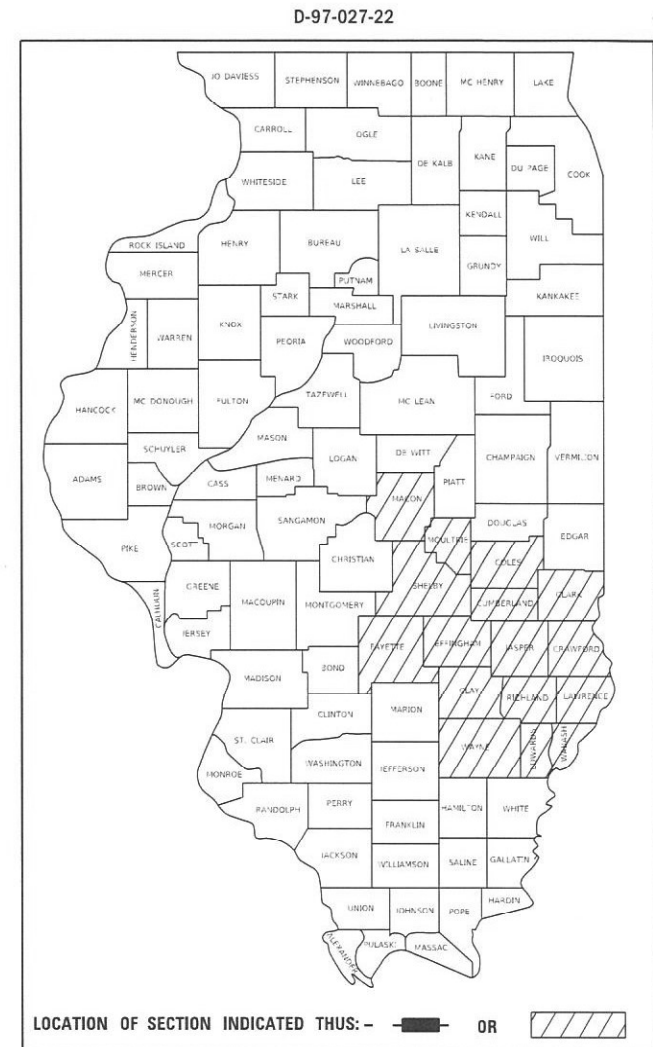 D-97-027-22
JO DAVIESS STEPHENSON WINNEBAGO BOONE MC HENRY LAKE
CARROLL OGLE DE KALB KANE DU PAGE COOK
WHITESIDE LEE
KENDALL
ROCK ISLAND HENRY BUREAU LA SALLE GRUNDY WILL
MERCER PUTNAM
STARK MARSHALL KANKAKEE
HENDERSON WARREN KNOX PEORIA WOODFORD LIVINGSTON
IROQUOIS
HANCOCK MC DONOUGH FULTON TAZEWELL MC LEAN FORD
MASON
SCHUYLER LOGAN DE WITT CHAMPAIGN VERMILION
ADAMS BROWN CASS MENARD PIATT
MACON
MORGAN SANGAMON DOUGLAS
PIKE SCOTT CHRISTIAN MOULTRIE COLES EDGAR
CALHOUN GREENE SHELBY
MACOUPIN MONTGOMERY CUMBERLAND CLARK
JERSEY
FAYETTE EFFINGHAM JASPER CRAWFORD
MADISON BOND
CLAY RICHLAND LAWRENCE
CLINTON MARION
ST. CLAIR WAYNE EDWARDS WABASH
WASHINGTON JEFFERSON
MONROE
RANDOLPH PERRY HAMILTON WHITE
FRANKLIN
JACKSON WILLIAMSON SALINE GALLATIN
UNION JOHNSON POPE HARDIN
ALEXANDER PULASKI MASSAC
LOCATION OF SECTION INDICATED THUS: - OR